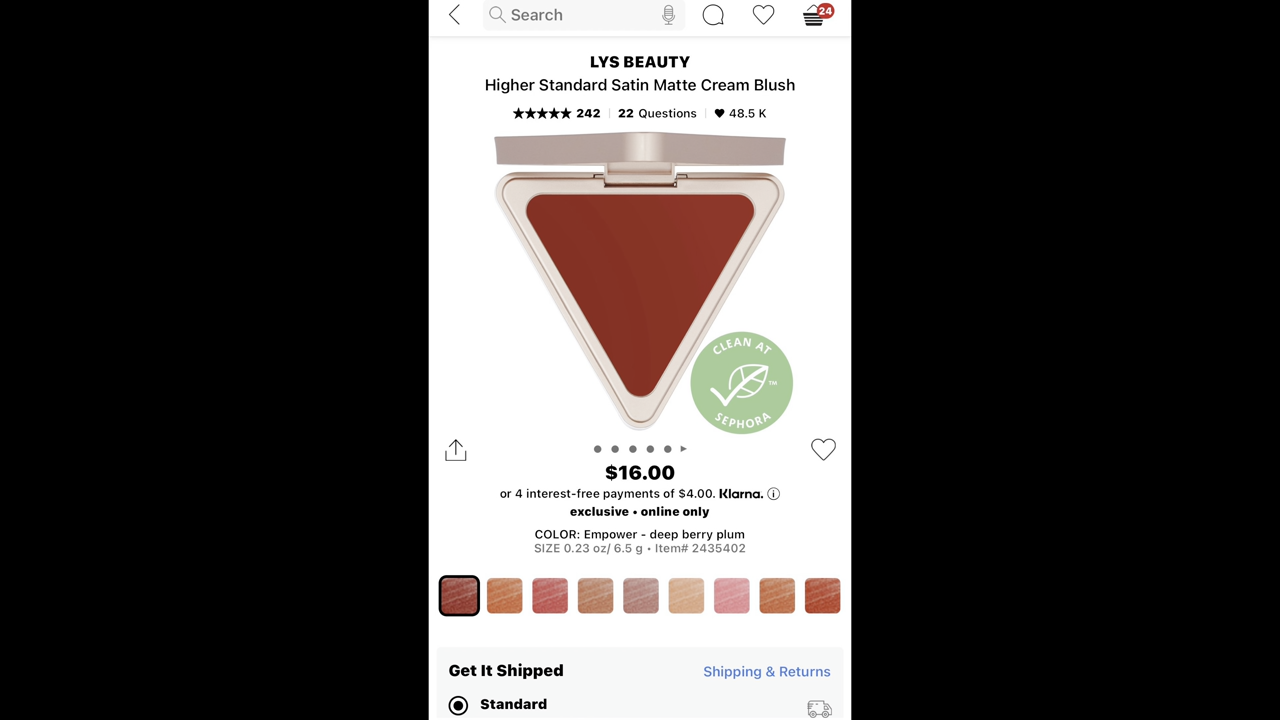 Search
24
LYS BEAUTY
Higher Standard Satin Matte Cream Blush
★★★★★ 242 | 22 Questions | ♥ 48.5 K
CLEAN AT
TM
SEPHORA
$16.00
or 4 interest-free payments of $4.00. Klarna. ⓘ
exclusive • online only
COLOR: Empower - deep berry plum
SIZE 0.23 oz/ 6.5 g • Item# 2435402
Get It Shipped
Shipping & Returns
Standard